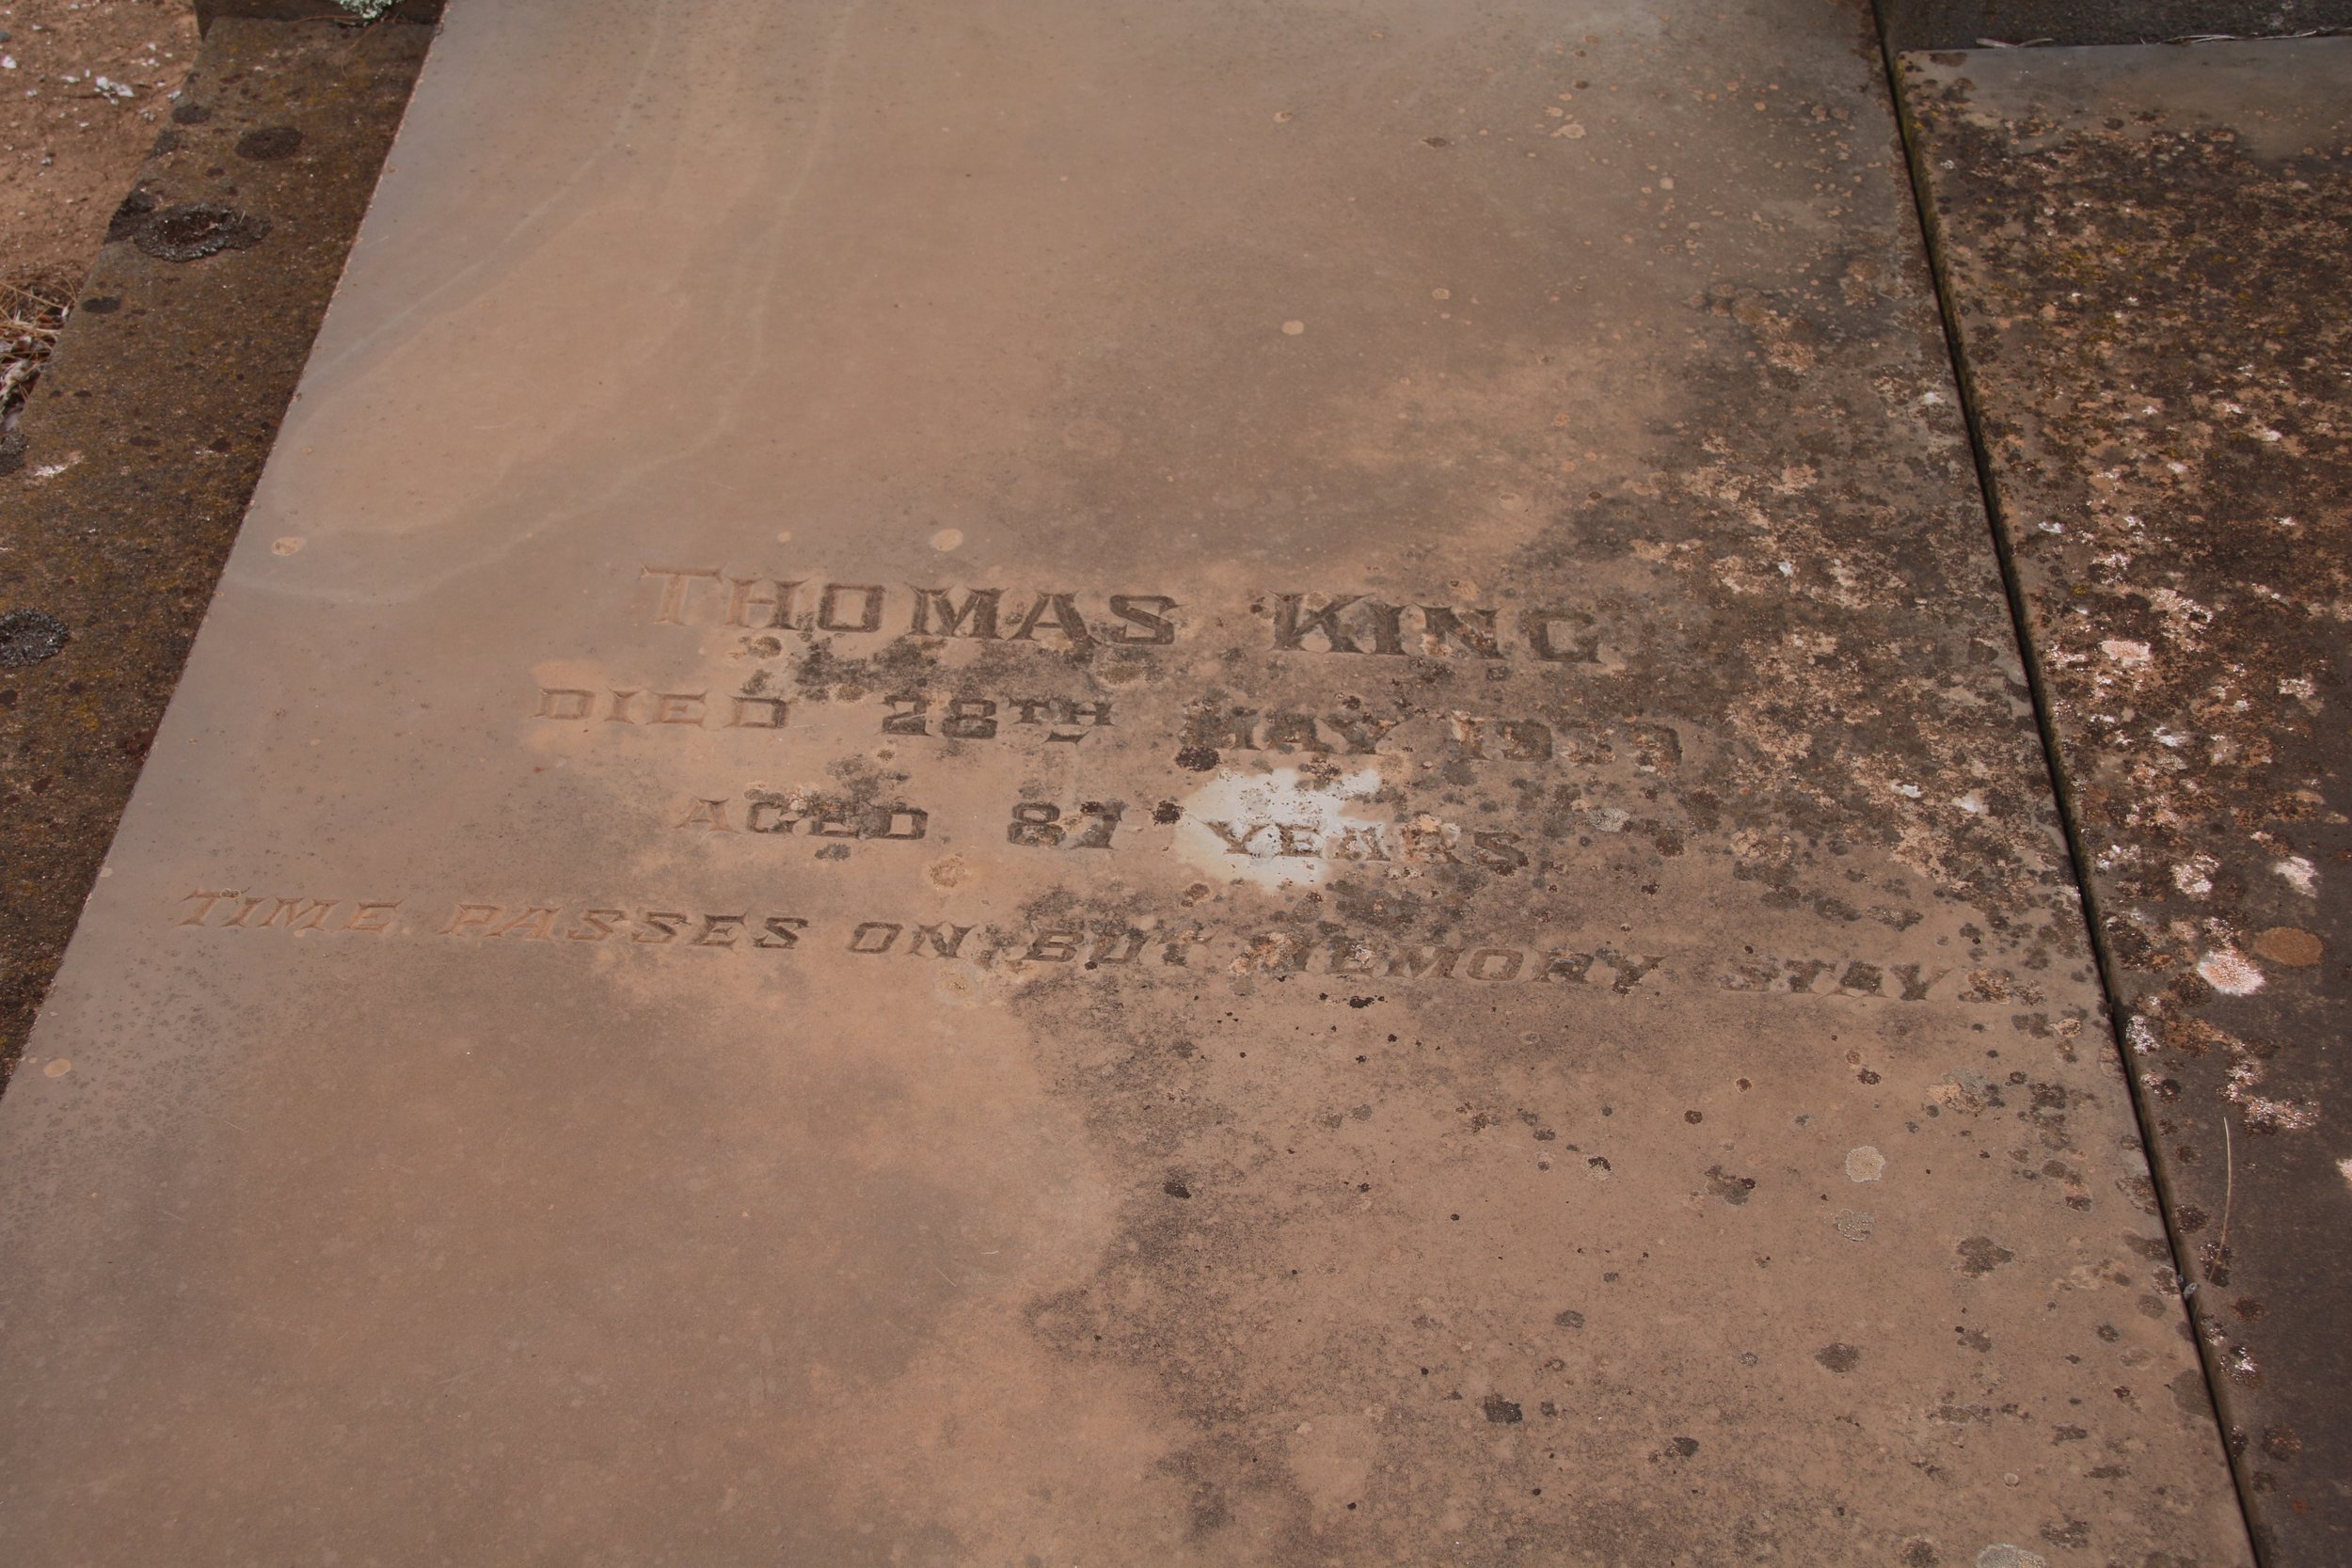 THOMAS KING
DIED 28TH MAY
AGED 87 YEARS
TIME PASSES ON, BUT MEMORY STAYS.